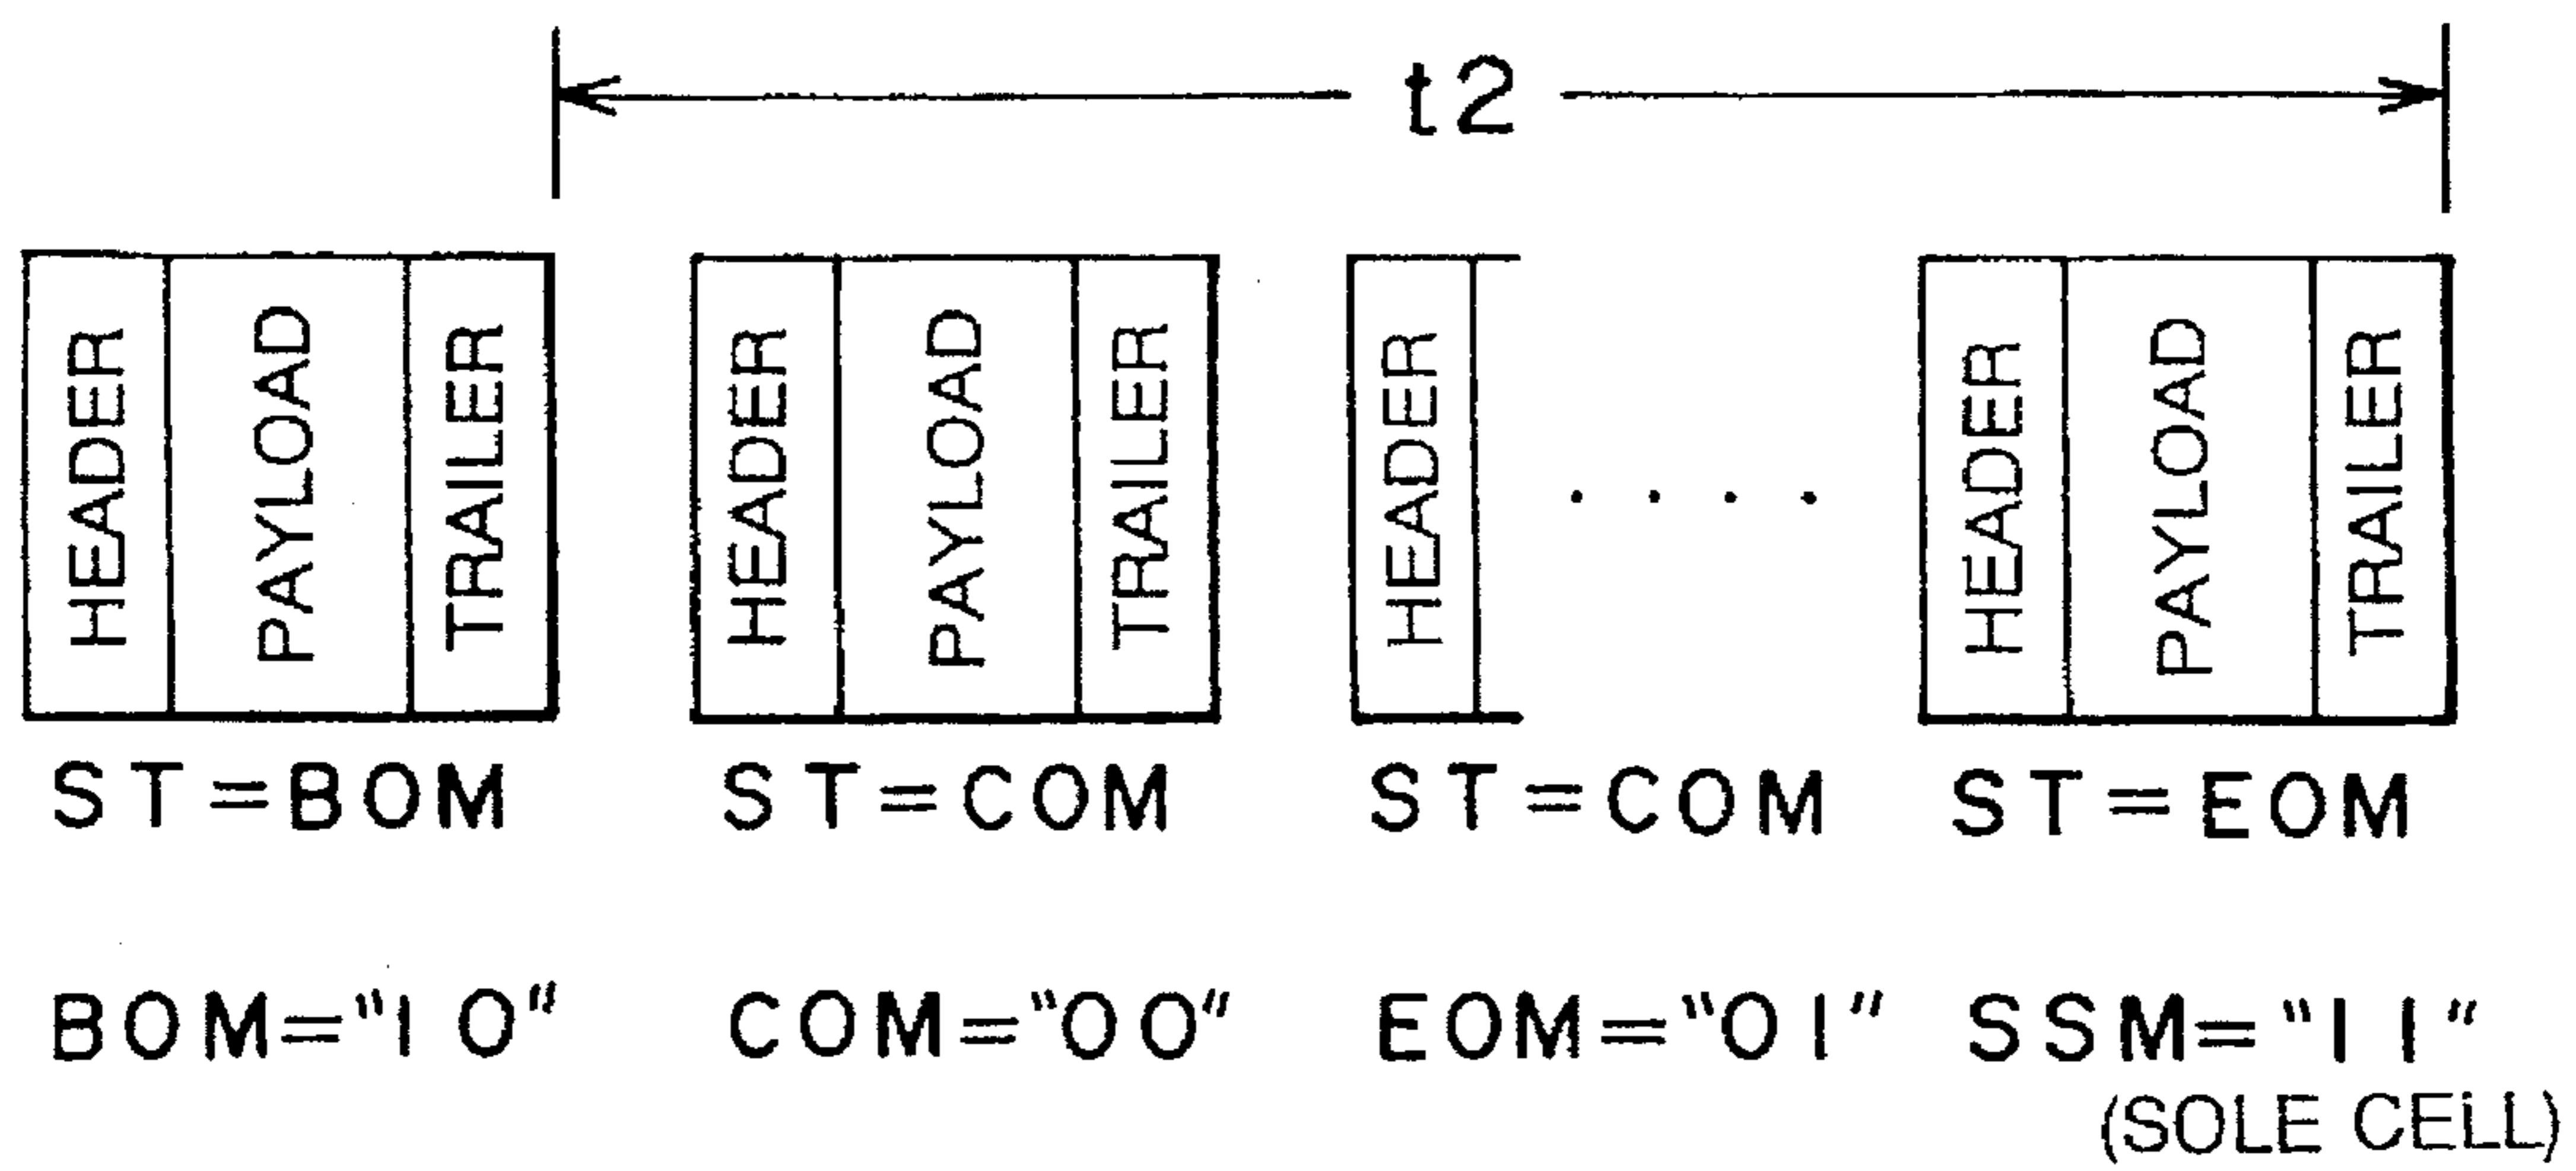 t2
HEADER PAYLOAD TRAILER HEADER PAYLOAD TRAILER HEADER . . . . HEADER PAYLOAD TRAILER
ST=BOM ST=COM ST=COM ST=EOM
BOM="10" COM="00" EOM="01" SSM="11"
(SOLE CELL)